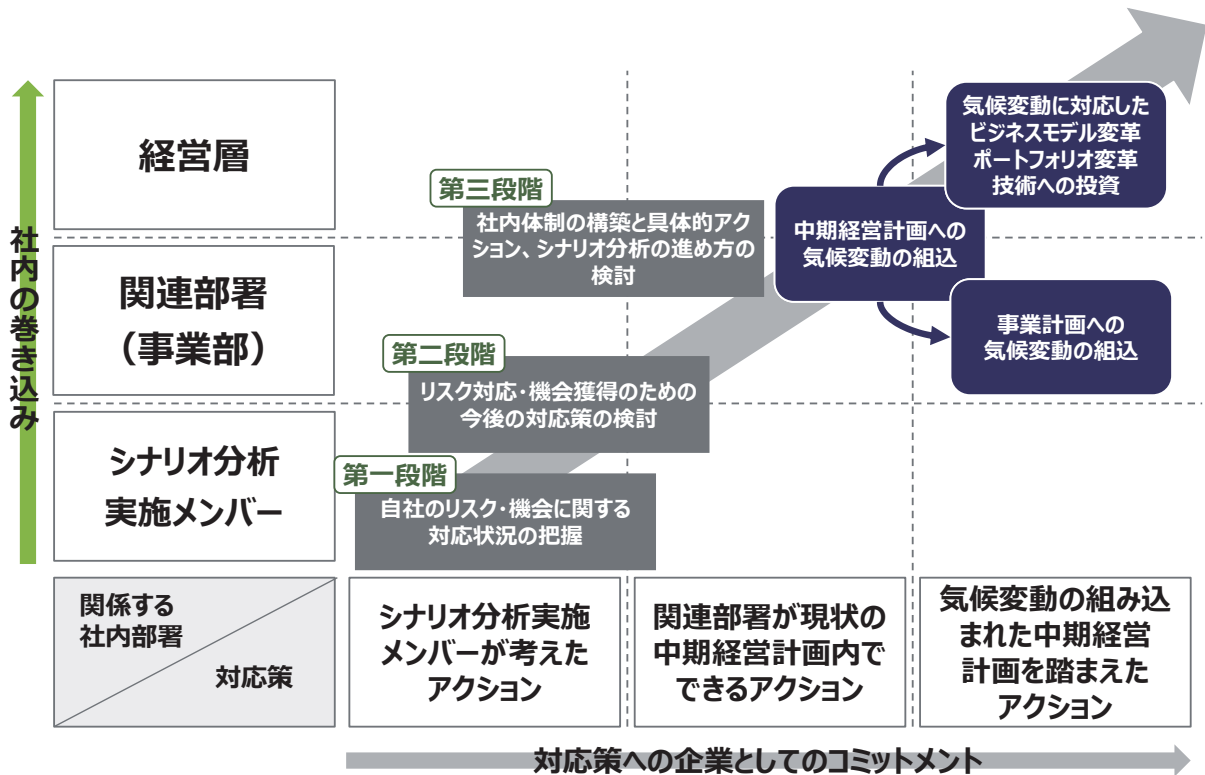 社内の巻き込み
経営層
関連部署
（事業部）
シナリオ分析
実施メンバー
第三段階
社内体制の構築と具体的アク
ション、シナリオ分析の進め方の
検討
第二段階
リスク対応・機会獲得のための
今後の対応策の検討
第一段階
自社のリスク・機会に関する
対応状況の把握
中期経営計画への
気候変動の組込
気候変動に対応した
ビジネスモデル変革
ポートフォリオ変革
技術への投資
事業計画への
気候変動の組込
関係する
社内部署
対応策
シナリオ分析実施
メンバーが考えた
アクション
関連部署が現状の
中期経営計画内で
できるアクション
気候変動の組み込
まれた中期経営
計画を踏まえた
アクション
対応策への企業としてのコミットメント